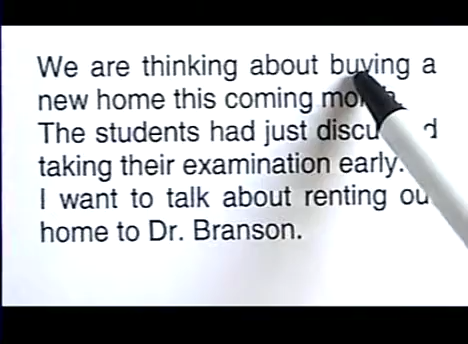 We are thinking about buying a
new home this coming
The students had just
taking their examination early.
I want to talk about renting
home to Dr. Branson.